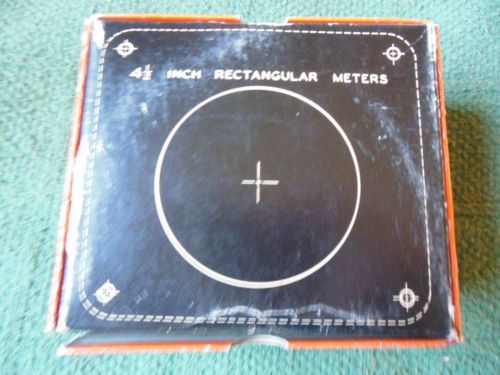 4½ INCH RECTANGULAR METERS